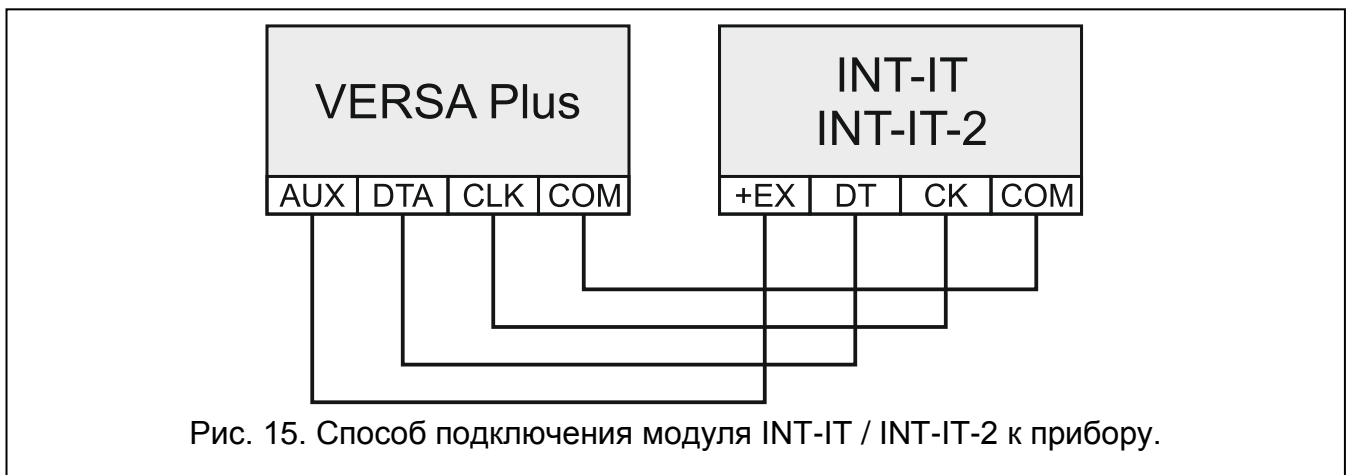 VERSA Plus
AUX DTA CLK COM
INT-IT
INT-IT-2
+EX DT CK COM
Рис. 15. Способ подключения модуля INT-IT / INT-IT-2 к прибору.